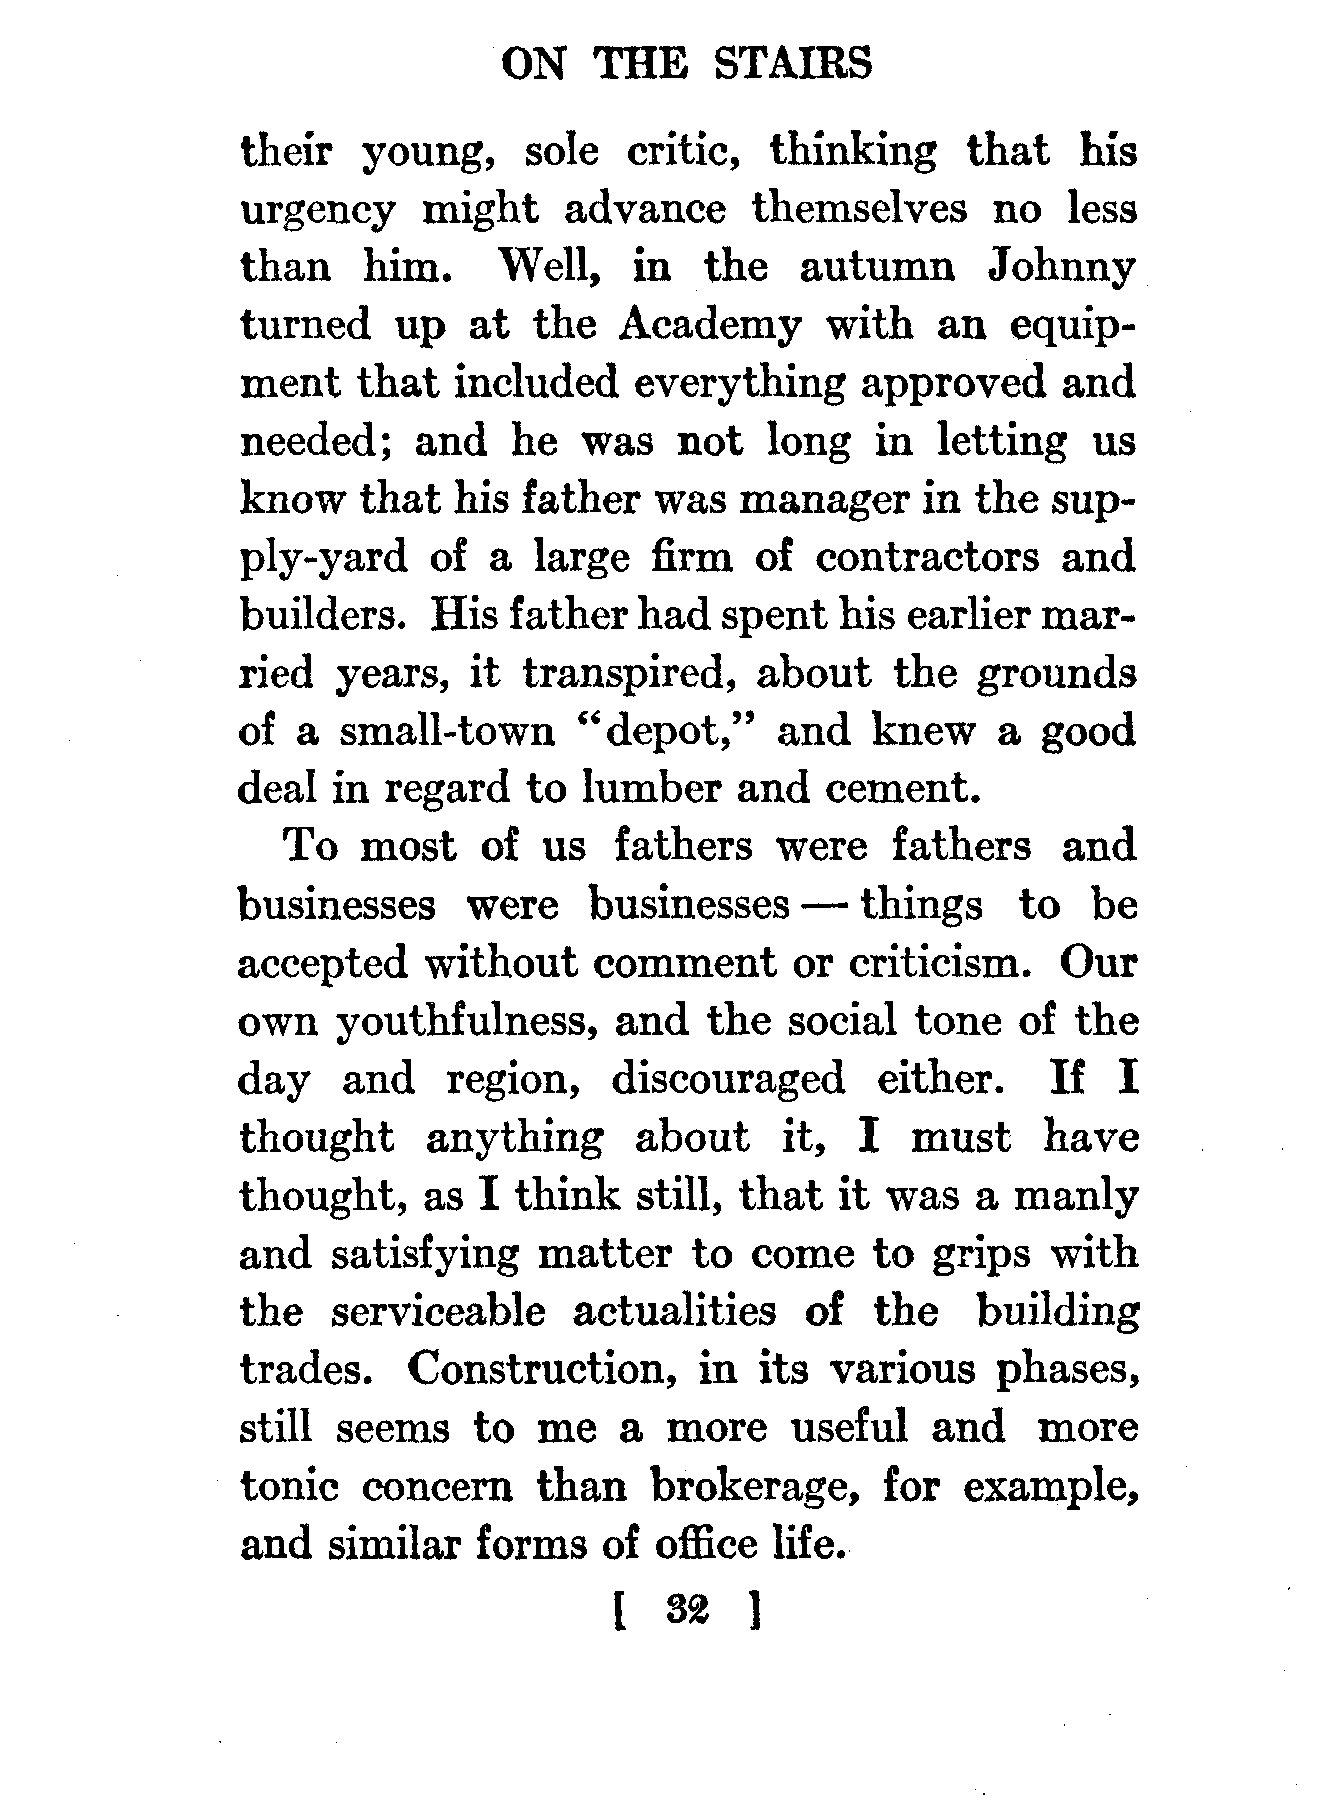 ON THE STAIRS
their young, sole critic, thinking that his
urgency might advance themselves no less
than him. Well, in the autumn Johnny
turned up at the Academy with an equip-
ment that included everything approved and
needed; and he was not long in letting us
know that his father was manager in the sup-
ply-yard of a large firm of contractors and
builders. His father had spent his earlier mar-
ried years, it transpired, about the grounds
of a small-town “depot,” and knew a good
deal in regard to lumber and cement.
To most of us fathers were fathers and
businesses were businesses — things to be
accepted without comment or criticism. Our
own youthfulness, and the social tone of the
day and region, discouraged either. If I
thought anything about it, I must have
thought, as I think still, that it was a manly
and satisfying matter to come to grips with
the serviceable actualities of the building
trades. Construction, in its various phases,
still seems to me a more useful and more
tonic concern than brokerage, for example,
and similar forms of office life.
[ 32 ]